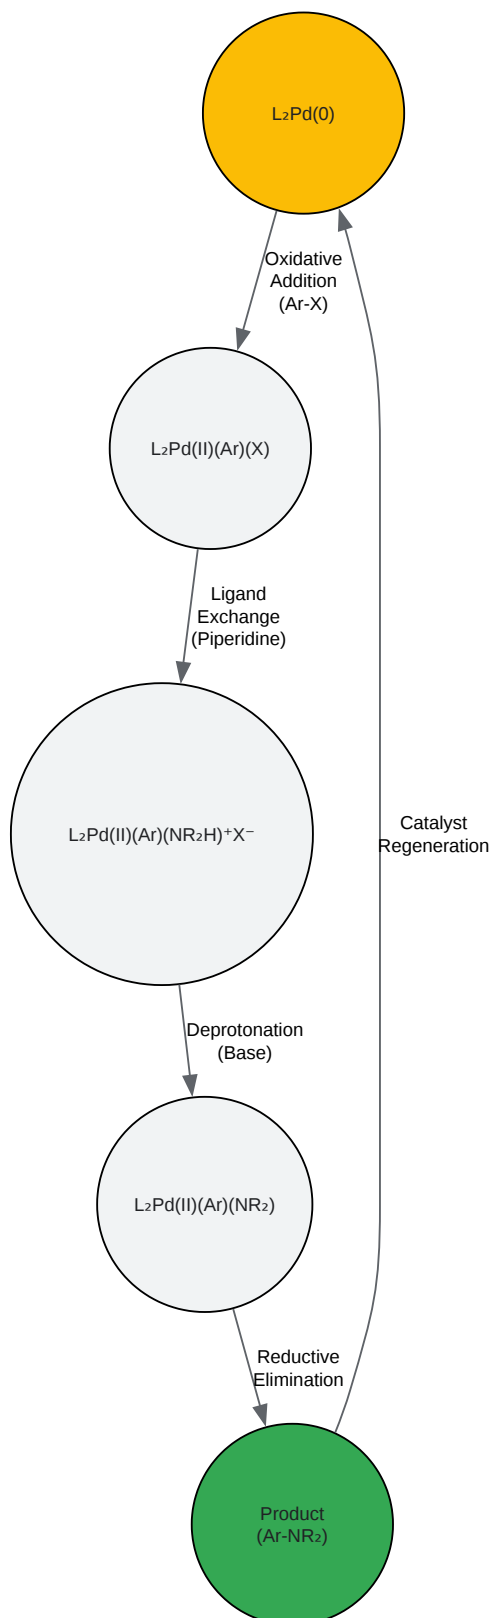 L₂Pd(0)
Oxidative
Addition
(Ar-X)
L₂Pd(II)(Ar)(X)
Ligand
Exchange
(Piperidine)
L₂Pd(II)(Ar)(NR₂H)⁺X⁻
Catalyst
Regeneration
Deprotonation
(Base)
L₂Pd(II)(Ar)(NR₂)
Reductive
Elimination
Product
(Ar-NR₂)